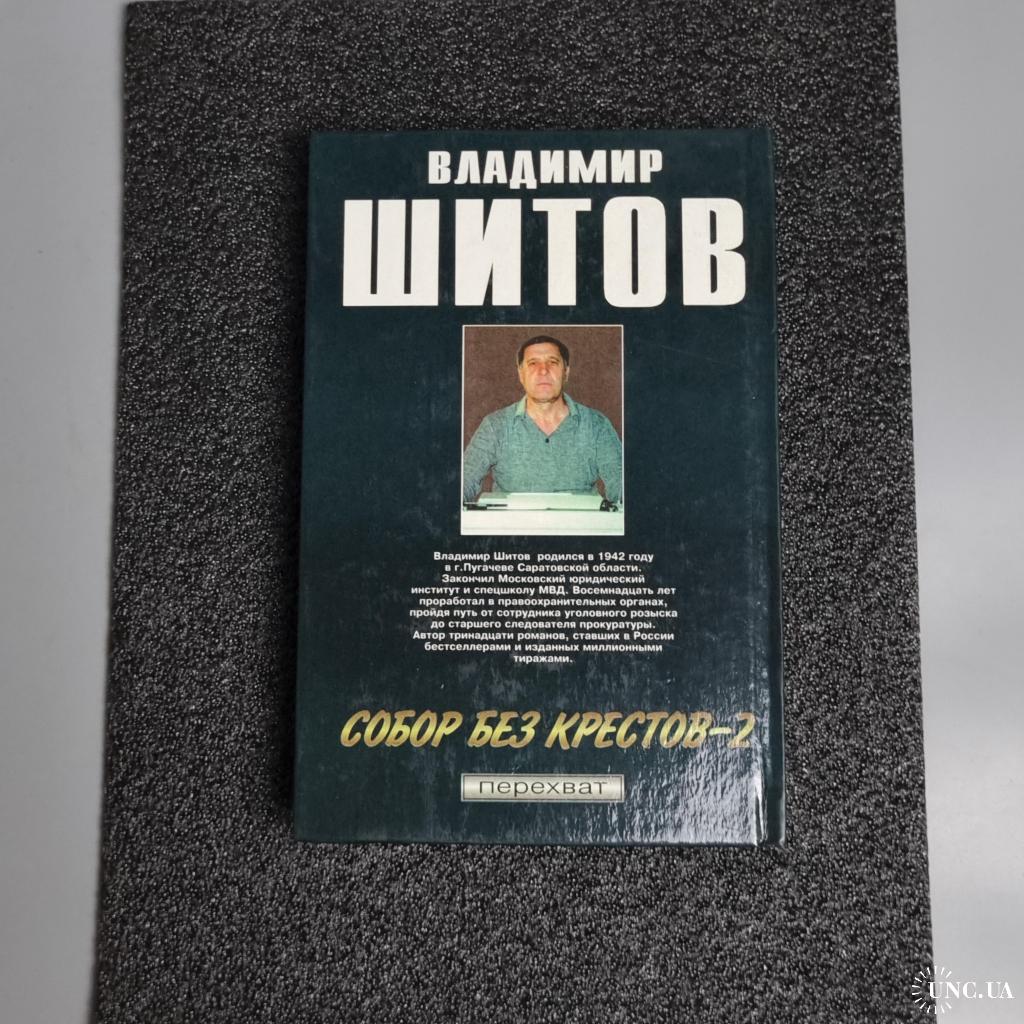 ВЛАДИМИР
ШИТОВ
Владимир Шитов родился в 1942 году
в г.Пугачеве Саратовской области.
Закончил Московский юридический
институт и спецшколу МВД. Восемнадцать лет
проработал в правоохранительных органах,
пройдя путь от сотрудника уголовного розыска
до старшего следователя прокуратуры.
Автор тринадцати романов, ставших в России
бестселлерами и изданных миллионными
тиражами.
СОБОР БЕЗ КРЕСТОВ-2
перехват
UNC.UA